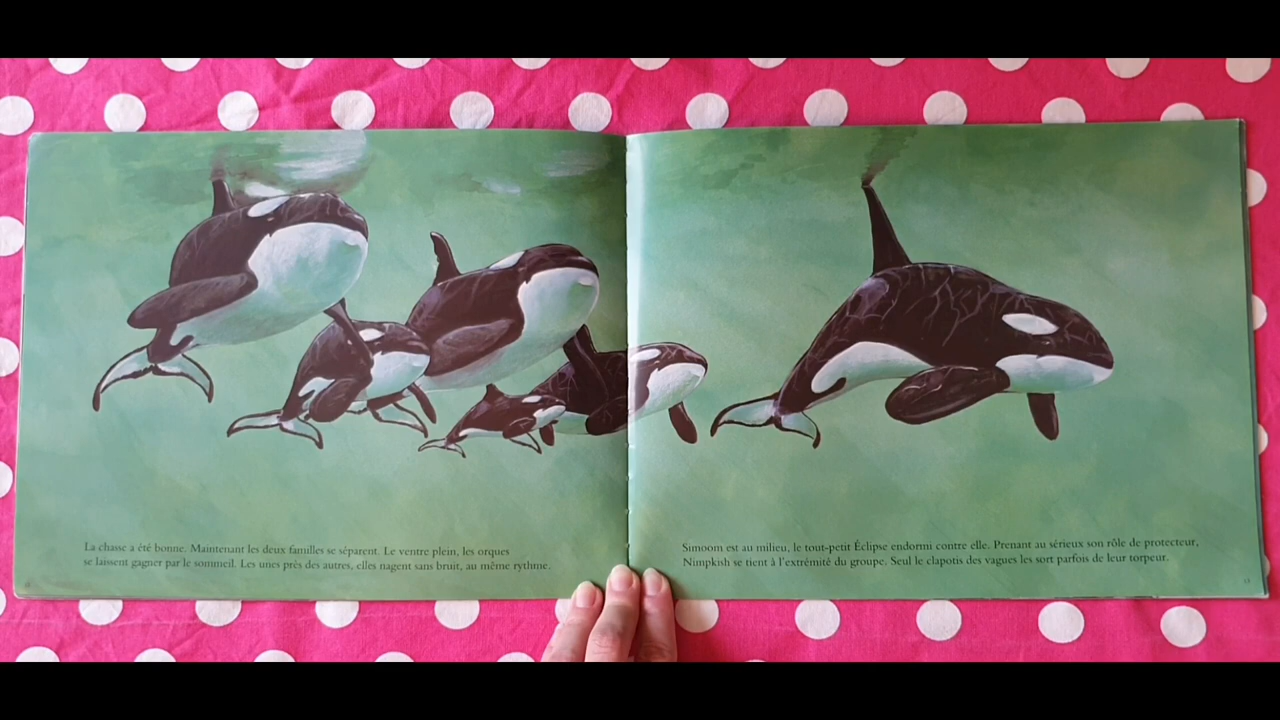 La chasse a été bonne. Maintenant les deux familles se séparent. Le ventre plein, les orques
se laissent gagner par le sommeil. Les unes près des autres, elles nagent sans bruit, au même rythme.
Simoom est au milieu, le tout-petit Éclipse endormi contre elle. Prenant au sérieux son rôle de protecteur,
Nimpkish se tient à l'extrémité du groupe. Seul le clapotis des vagues les sort parfois de leur torpeur.